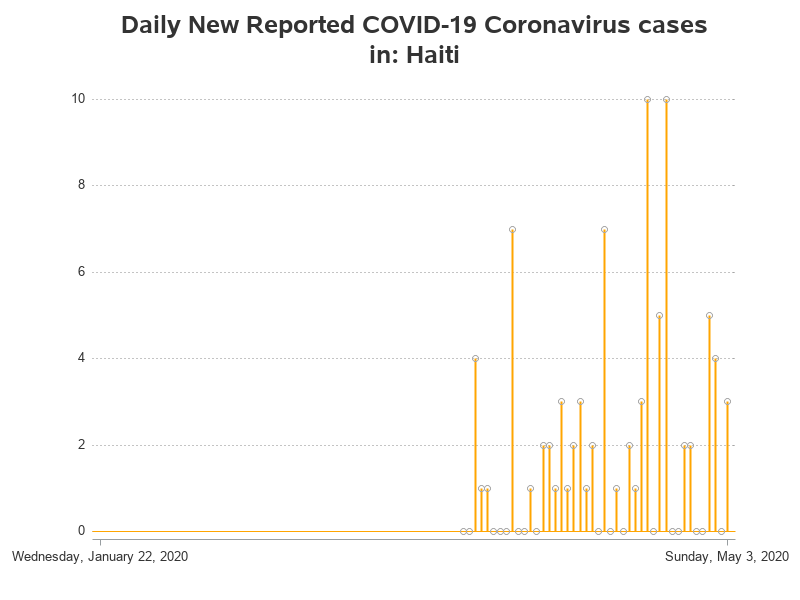 Daily New Reported COVID-19 Coronavirus cases
in: Haiti
10
8
6
4
2
0
Wednesday, January 22, 2020
Sunday, May 3, 2020